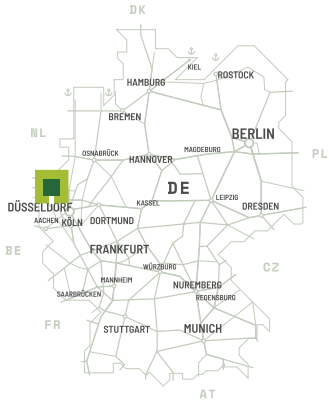 DK
KIEL
ROSTOCK
HAMBURG
BREMEN
NL
BERLIN
OSNABRÜCK
HANNOVER
MAGDEBURG
PL
DE
DÜSSELDORF
KASSEL
LEIPZIG
DRESDEN
AACHEN
KÖLN
DORTMUND
BE
FRANKFURT
WÜRZBURG
CZ
MANNHEIM
NUREMBERG
SAARBRÜCKEN
REGENSBURG
FR
STUTTGART
MUNICH
AT